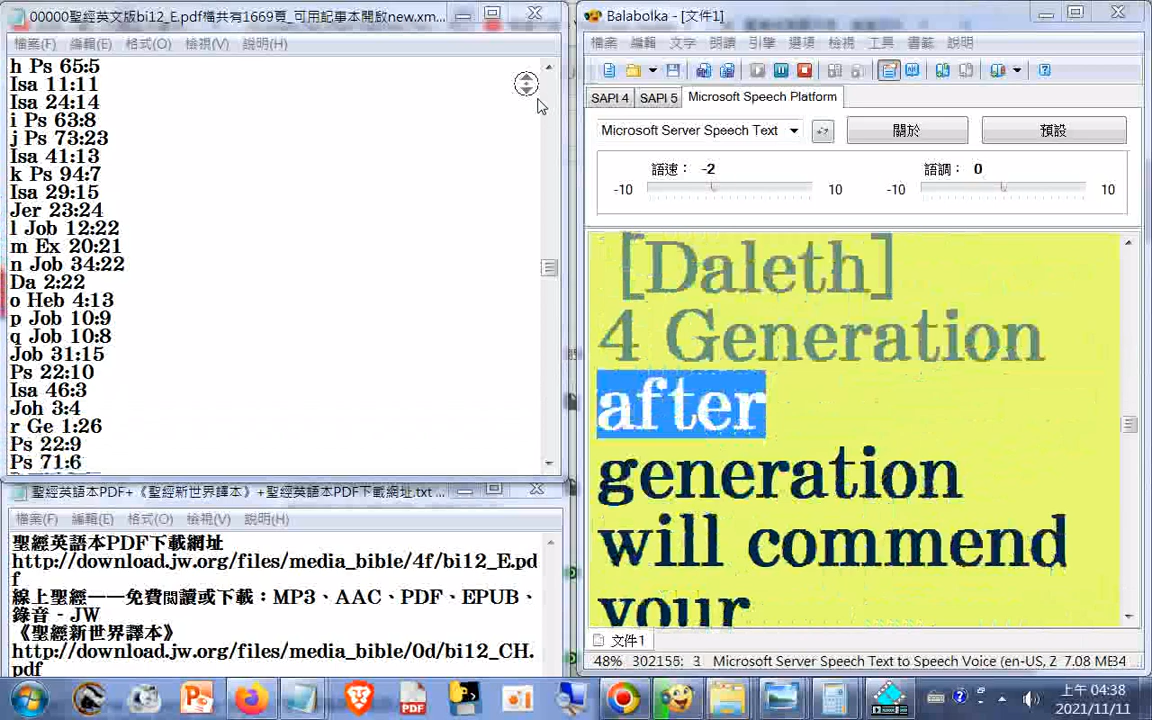 00000聖經英文版bi12_E.pdf檔共有1669頁_可用記事本開啟new.xm...
檔案(F) 編輯(E) 格式(O) 檢視(V) 說明(H)
h Ps 65:5
Isa 11:11
Isa 24:14
i Ps 63:8
j Ps 73:23
Isa 41:13
k Ps 94:7
Isa 29:15
Jer 23:24
l Job 12:22
m Ex 20:21
n Job 34:22
Da 2:22
o Heb 4:13
p Job 10:9
q Job 10:8
Job 31:15
Ps 22:10
Isa 46:3
Joh 3:4
r Ge 1:26
Ps 22:9
Ps 71:6
聖經英語本PDF+《聖經新世界譯本》+聖經英語本PDF下載網址.txt ...
檔案(F) 編輯(E) 格式(O) 檢視(V) 說明(H)
聖經英語本PDF下載網址
http://download.jw.org/files/media_bible/4f/bi12_E.pd
f
線上聖經——免費閱讀或下載：MP3、AAC、PDF、EPUB、
錄音 - JW
《聖經新世界譯本》
http://download.jw.org/files/media_bible/0d/bi12_CH.
pdf
Balabolka - [文件1]
檔案 編輯 文字 朗讀 引擎 選項 檢視 工具 書籤 說明
SAPI 4 SAPI 5 Microsoft Speech Platform
Microsoft Server Speech Text 關於 預設
語速： -2 語調： 0
-10 10 -10 10
[Daleth]
4 Generation
after
generation
will commend
your
文件1
48% 302155: 3 Microsoft Server Speech Text to Speech Voice (en-US, Z 7.08 MB34
PDF
上午 04:38
2021/11/11